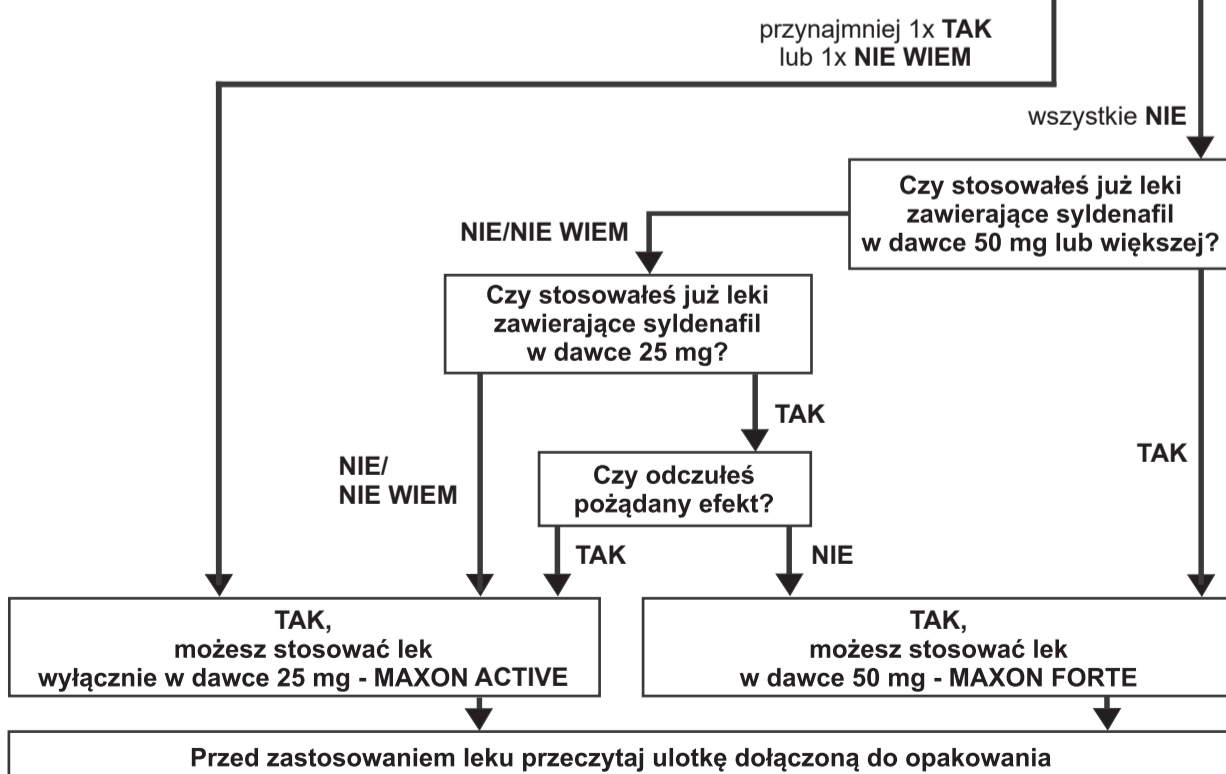 przynajmniej 1x TAK
lub 1x NIE WIEM
wszystkie NIE
Czy stosowałeś już leki
zawierające syldenafil
w dawce 50 mg lub większej?
NIE/NIE WIEM
Czy stosowałeś już leki
zawierające syldenafil
w dawce 25 mg?
TAK
TAK
NIE/
NIE WIEM
Czy odczułeś
pożądany efekt?
TAK
NIE
TAK,
możesz stosować lek
wyłącznie w dawce 25 mg - MAXON ACTIVE
TAK,
możesz stosować lek
w dawce 50 mg - MAXON FORTE
Przed zastosowaniem leku przeczytaj ulotkę dołączoną do opakowania